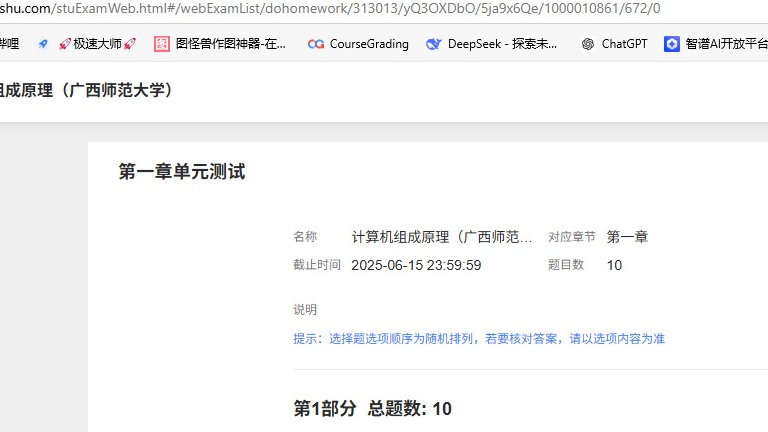 shu.com/stuExamWeb.html#/webExamList/dohomework/313013/yQ3OXDbO/5ja9x6Qe/1000010861/672/0
哔哩 🚀极速大师🚀 图怪兽作图神器-在... CourseGrading DeepSeek - 探索未... ChatGPT 智谱AI开放平台
组成原理（广西师范大学）
第一章单元测试
名称 计算机组成原理（广西师范... 对应章节 第一章
截止时间 2025-06-15 23:59:59 题目数 10
说明
提示：选择题选项顺序为随机排列，若要核对答案，请以选项内容为准
第1部分 总题数: 10